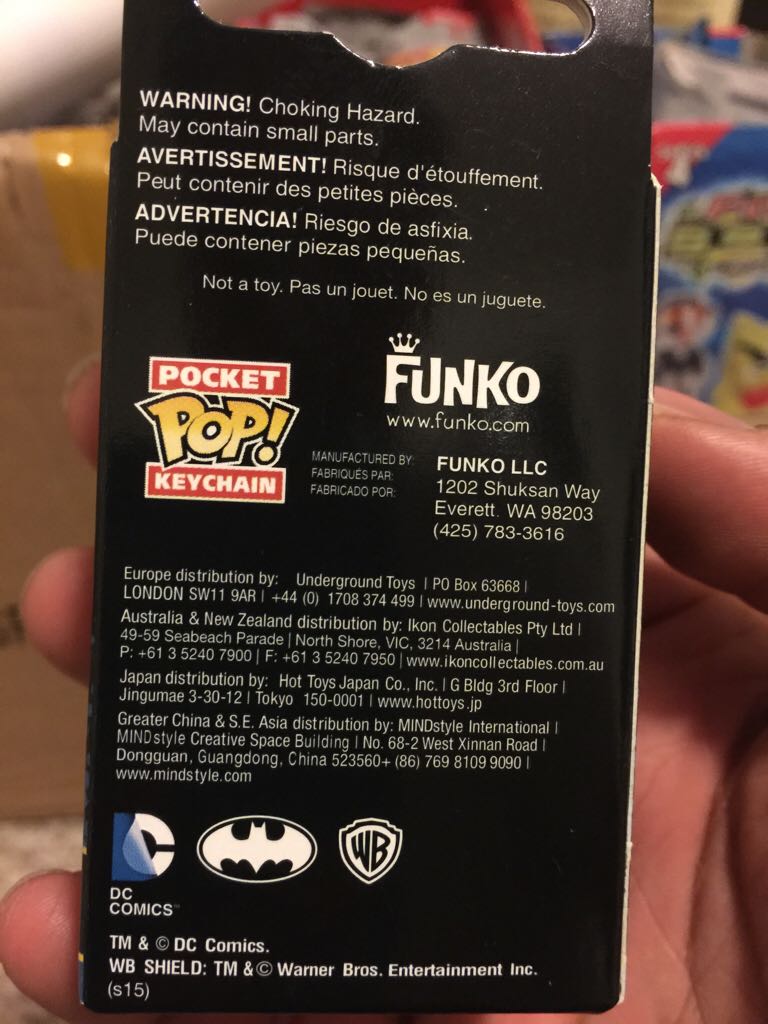 WARNING! Choking Hazard.
May contain small parts.
AVERTISSEMENT! Risque d'étouffement.
Peut contenir des petites pièces.
ADVERTENCIA! Riesgo de asfixia.
Puede contener piezas pequeñas.
Not a toy. Pas un jouet. No es un juguete.
POCKET
POP!
KEYCHAIN
FUNKO
www.funko.com
MANUFACTURED BY:
FABRIQUÉS PAR:
FABRICADO POR:
FUNKO LLC
1202 Shuksan Way
Everett. WA 98203
(425) 783-3616
Europe distribution by: Underground Toys | PO Box 63668 |
LONDON SW11 9AR | +44 (0) 1708 374 499 | www.underground-toys.com
Australia & New Zealand distribution by: Ikon Collectables Pty Ltd |
49-59 Seabeach Parade | North Shore, VIC, 3214 Australia |
P: +61 3 5240 7900 | F: +61 3 5240 7950 | www.ikoncollectables.com.au
Japan distribution by: Hot Toys Japan Co., Inc. | G Bldg 3rd Floor |
Jingumae 3-30-12 | Tokyo 150-0001 | www.hottoys.jp
Greater China & S.E. Asia distribution by: MINDstyle International |
MINDstyle Creative Space Building | No. 68-2 West Xinnan Road |
Dongguan, Guangdong, China 523560+ (86) 769 8109 9090 |
www.mindstyle.com
DC
COMICS™
WB
TM & © DC Comics.
WB SHIELD: TM & © Warner Bros. Entertainment Inc.
(s15)